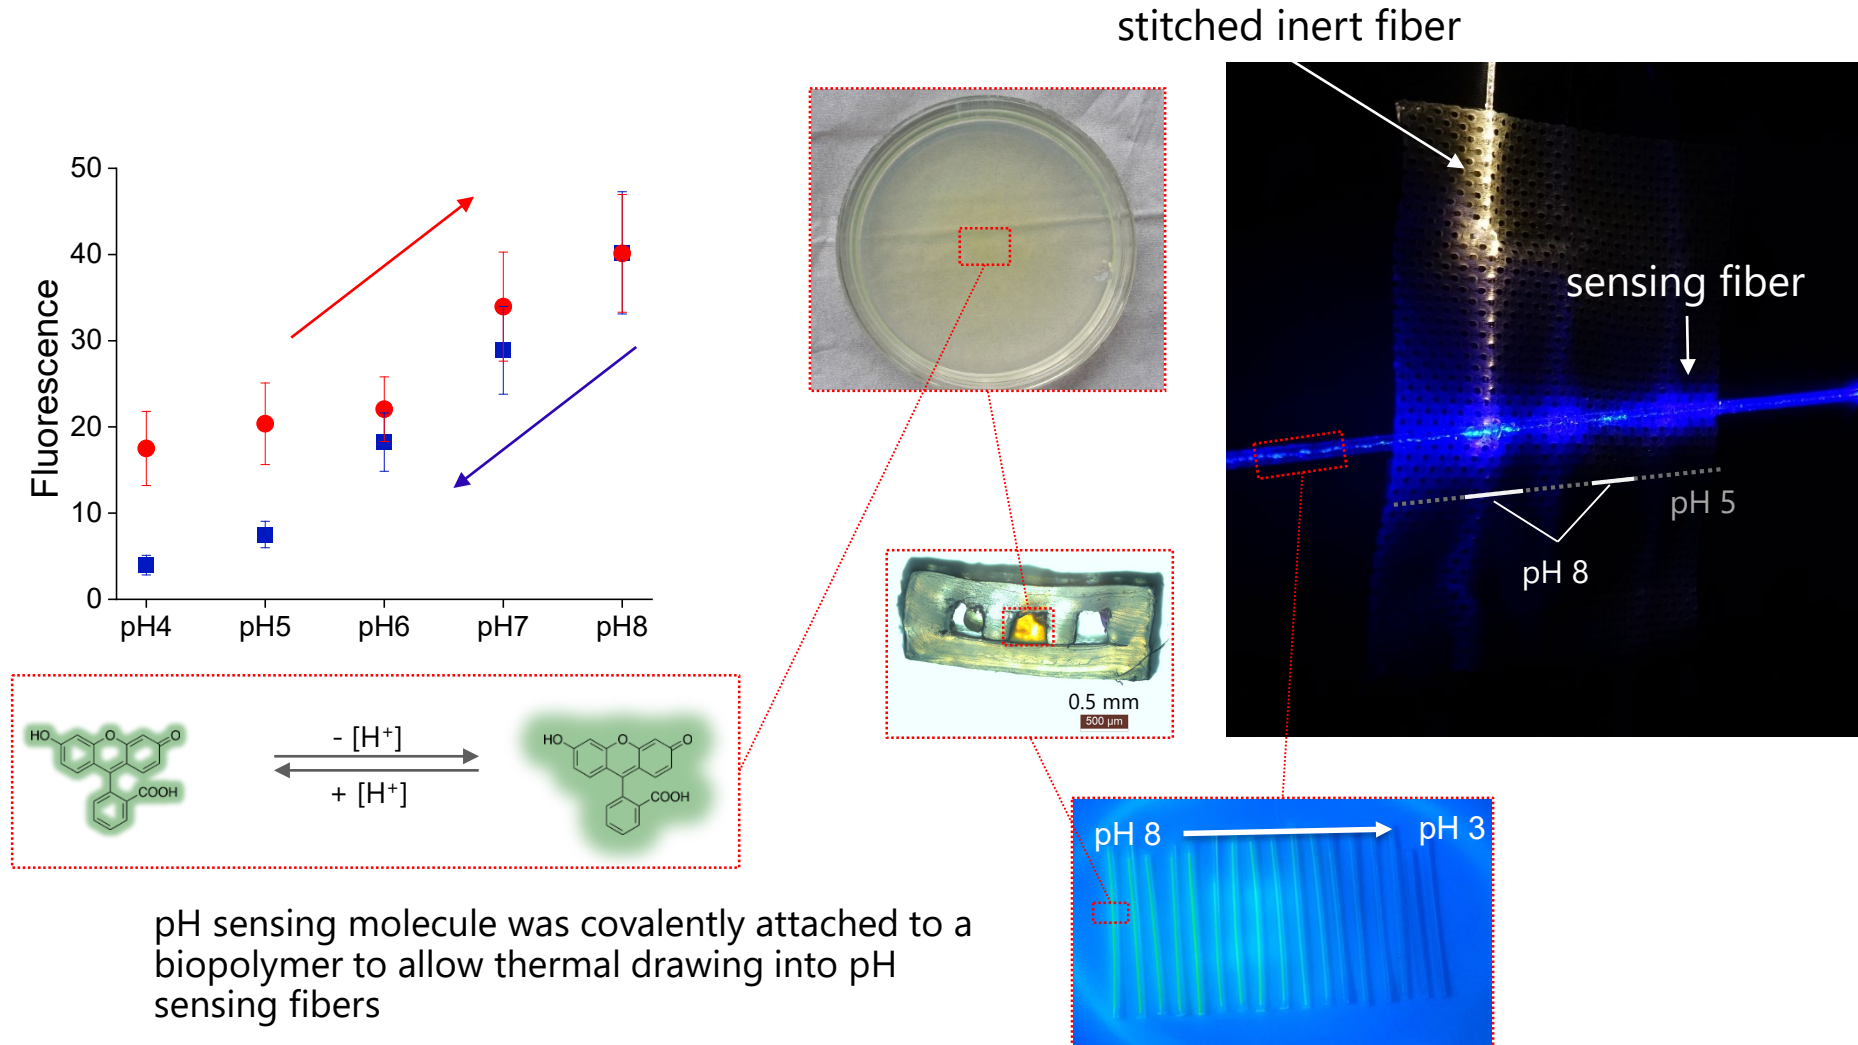 stitched inert fiber
sensing fiber
pH 5
pH 8
50
40
30
20
10
0
Fluorescence
pH4 pH5 pH6 pH7 pH8
HO O O
COOH
- [H⁺]
+ [H⁺]
HO O O
COOH
0.5 mm
500 µm
pH 8 pH 3
pH sensing molecule was covalently attached to a
biopolymer to allow thermal drawing into pH
sensing fibers